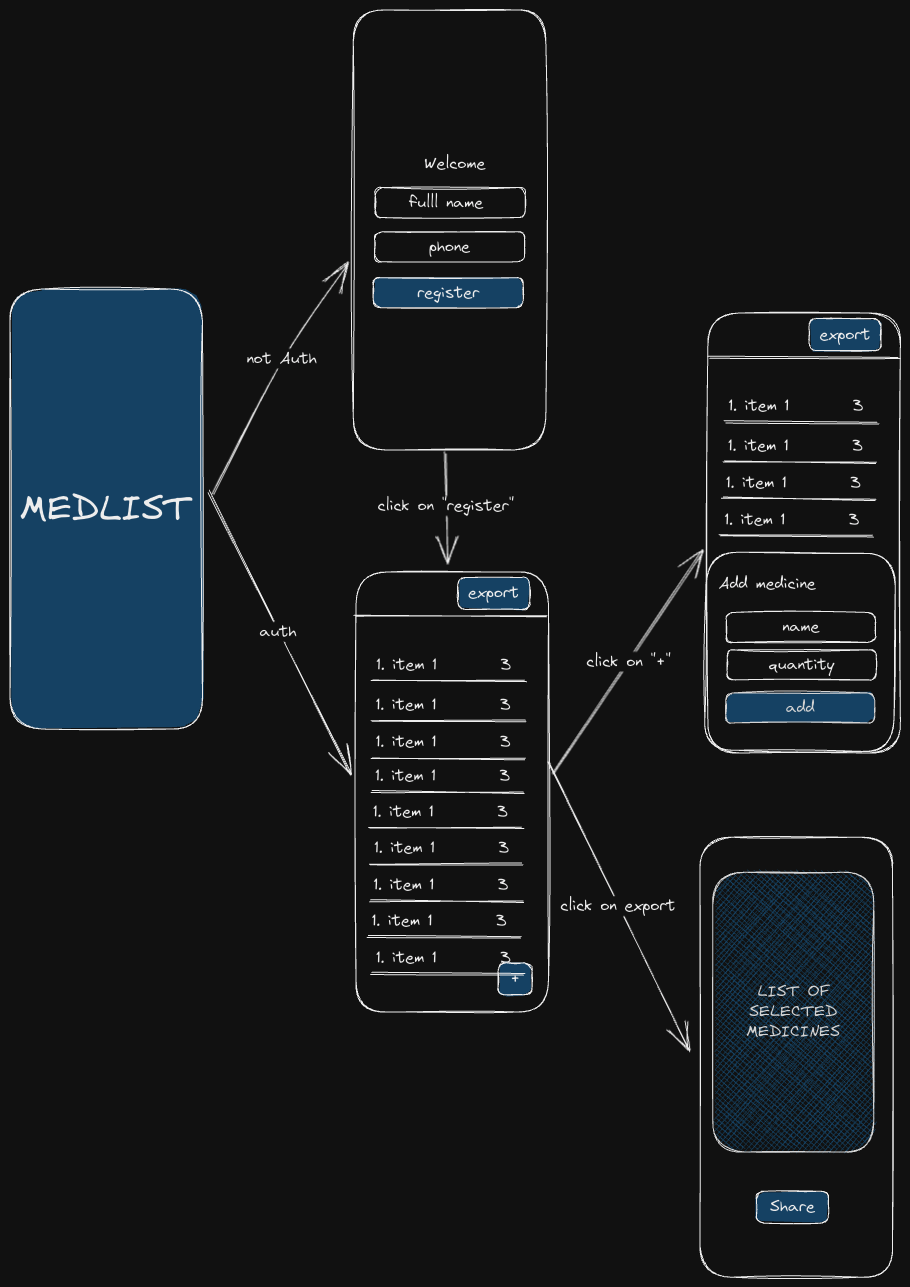 Welcome
fulll name
phone
register
not Auth
MEDLIST
click on "register"
auth
export
1. item 1 3
1. item 1 3
1. item 1 3
1. item 1 3
1. item 1 3
1. item 1 3
1. item 1 3
1. item 1 3
1. item 1 3
+
click on "+"
export
1. item 1 3
1. item 1 3
1. item 1 3
1. item 1 3
Add medicine
name
quantity
add
click on export
LIST OF
SELECTED
MEDICINES
Share